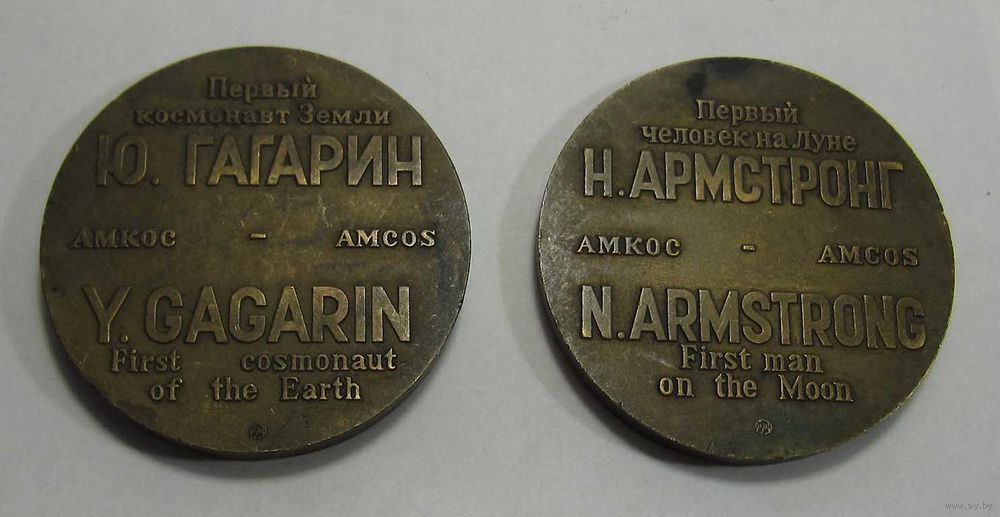 Первый
космонавт Земли
Ю. ГАГАРИН
АМКОС - AMCOS
Y. GAGARIN
First cosmonaut
of the Earth
Первый
человек на Луне
Н. АРМСТРОНГ
АМКОС - AMCOS
N. ARMSTRONG
First man
on the Moon
www.ay.by